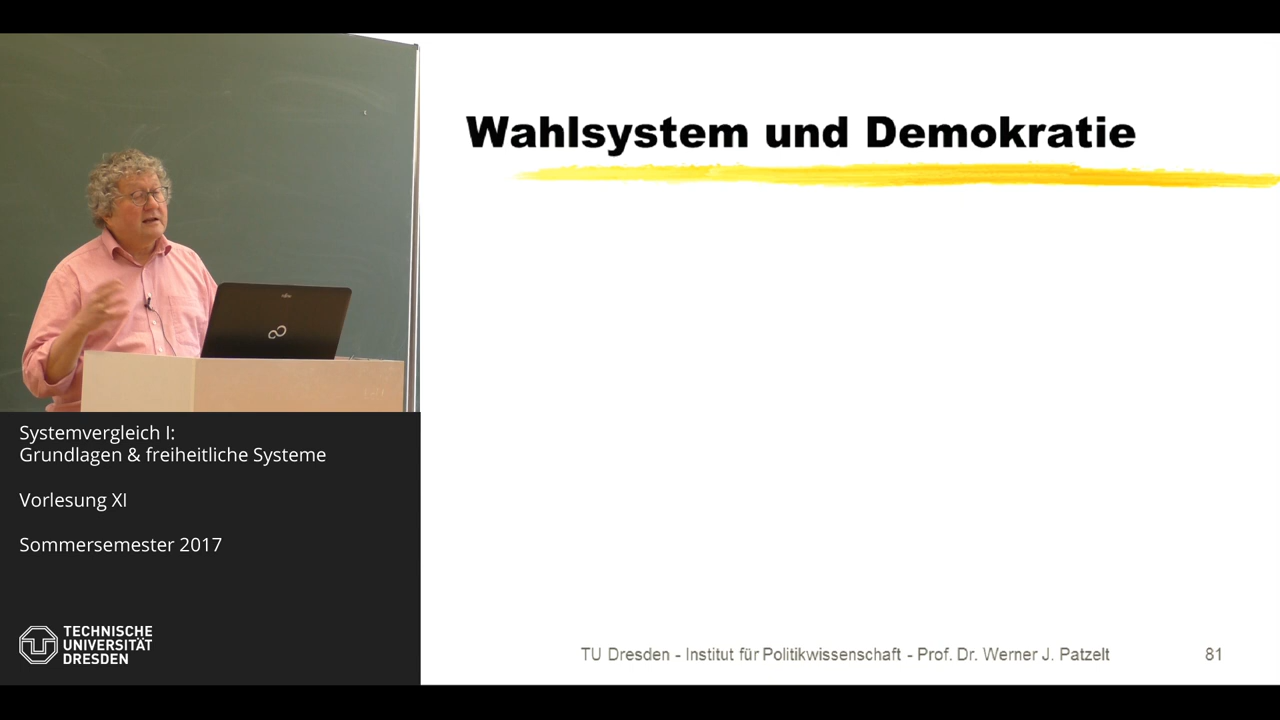 Wahlsystem und Demokratie
Systemvergleich I:
Grundlagen & freiheitliche Systeme
Vorlesung XI
Sommersemester 2017
TECHNISCHE
UNIVERSITÄT
DRESDEN
TU Dresden - Institut für Politikwissenschaft - Prof. Dr. Werner J. Patzelt
81